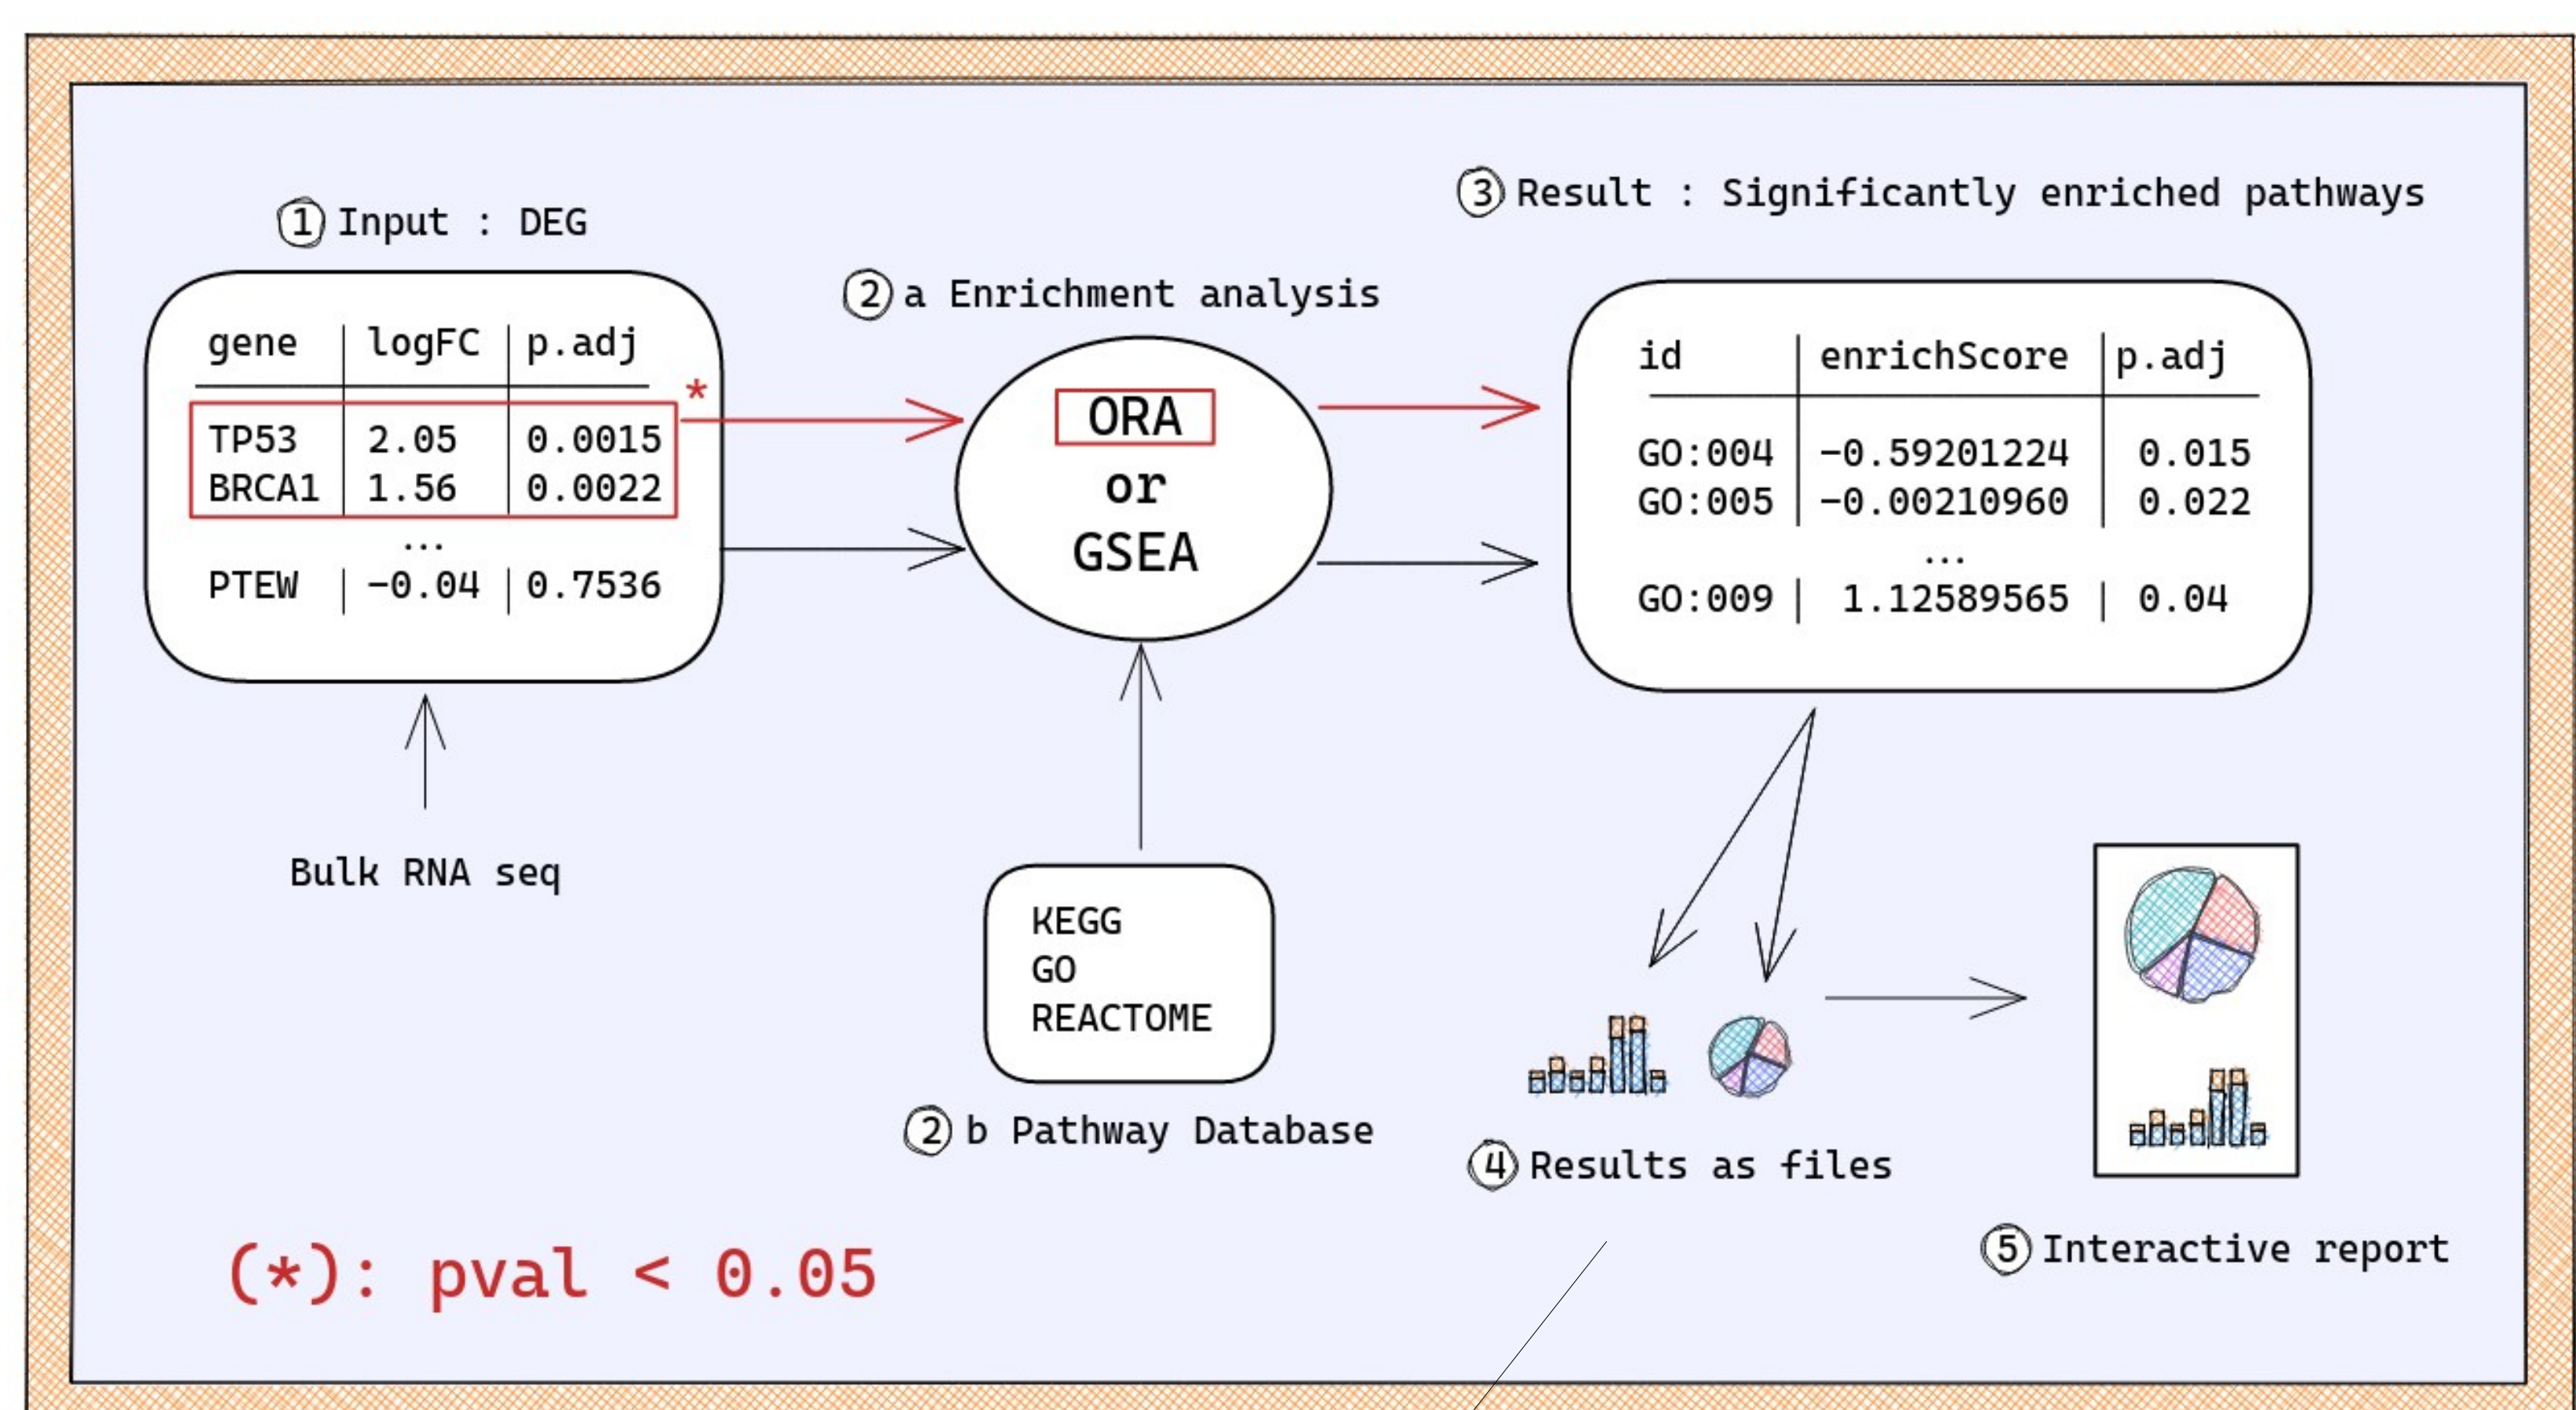 ① Input : DEG
gene | logFC | p.adj
TP53 | 2.05 | 0.0015
BRCA1 | 1.56 | 0.0022
...
PTEW | −0.04 | 0.7536
*
Bulk RNA seq
② a Enrichment analysis
ORA
or
GSEA
KEGG
GO
REACTOME
② b Pathway Database
③ Result : Significantly enriched pathways
id | enrichScore | p.adj
GO:004 | −0.59201224 | 0.015
GO:005 | −0.00210960 | 0.022
...
GO:009 | 1.12589565 | 0.04
④ Results as files
⑤ Interactive report
(*): pval < 0.05